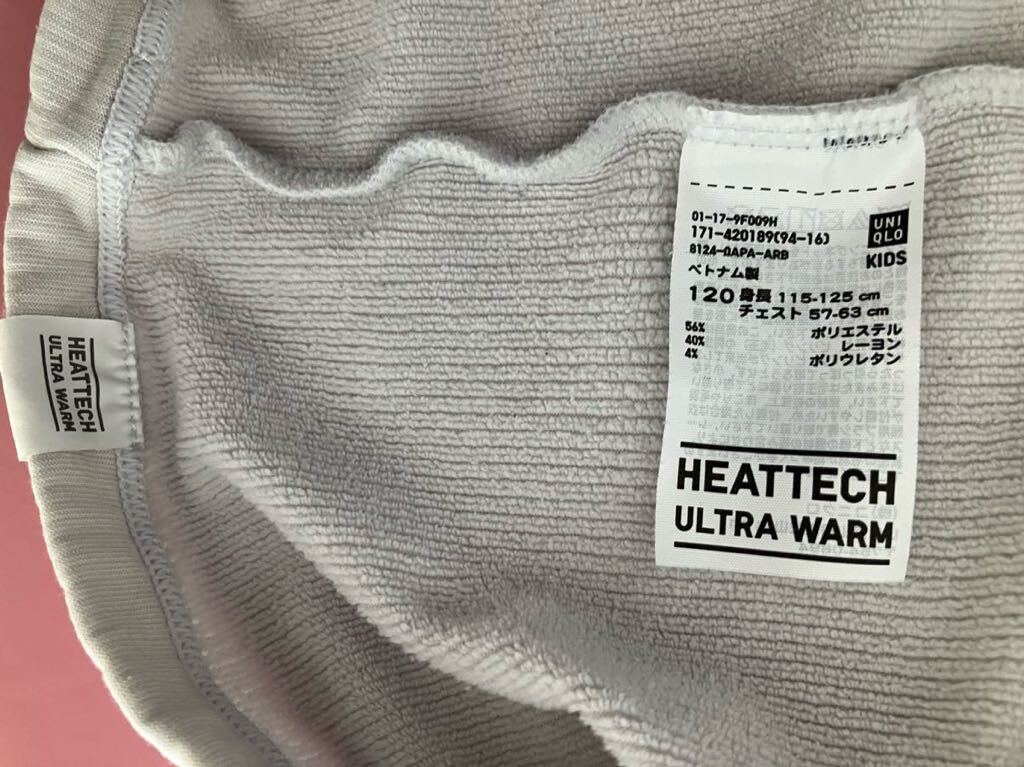 01-17-9F009H
171-420189(94-16)
8124-QAPA-ARB
UNI
QLO
KIDS
ベトナム製
120 身長 115-125 cm
チェスト 57-63 cm
56% ポリエステル
40% レーヨン
4% ポリウレタン
HEATTECH
ULTRA WARM
HEATTECH
ULTRA WARM